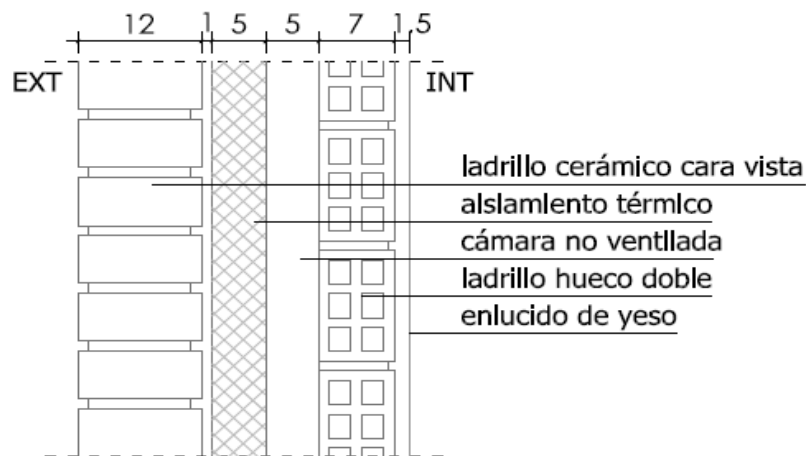 12 1 5 5 7 1,5
EXT INT
ladrillo cerámico cara vista
aislamiento térmico
cámara no ventilada
ladrillo hueco doble
enlucido de yeso